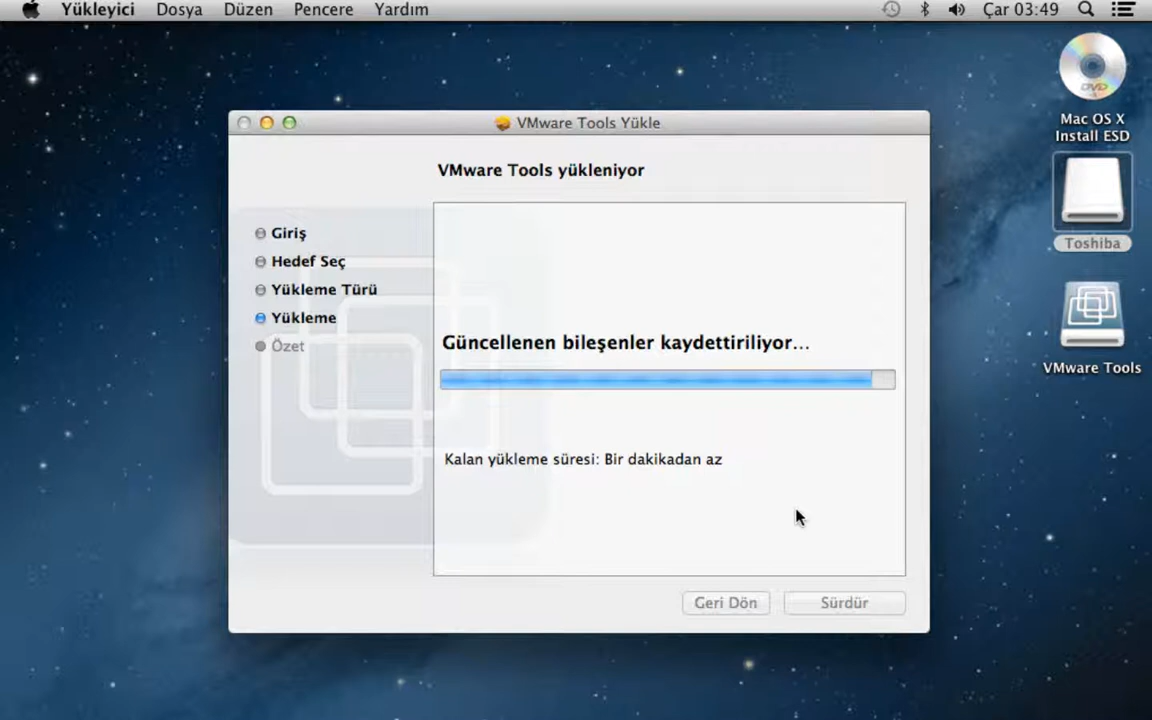 Yükleyici Dosya Düzen Pencere Yardım Çar 03:49
VMware Tools Yükle
VMware Tools yükleniyor
Giriş
Hedef Seç
Yükleme Türü
Yükleme
Özet
Güncellenen bileşenler kaydettiriliyor...
Kalan yükleme süresi: Bir dakikadan az
Geri Dön Sürdür
DVD
Mac OS X
Install ESD
Toshiba
VMware Tools